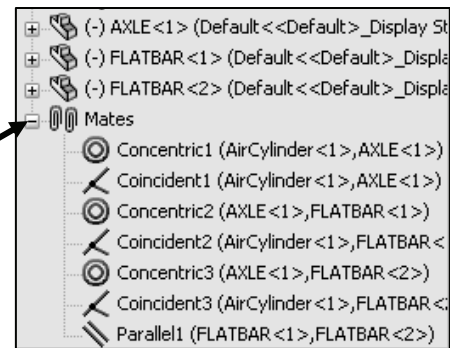 (-) AXLE<1> (Default<<Default>_Display St
(-) FLATBAR<1> (Default<<Default>_Displa
(-) FLATBAR<2> (Default<<Default>_Displa
Mates
Concentric1 (AirCylinder<1>,AXLE<1>)
Coincident1 (AirCylinder<1>,AXLE<1>)
Concentric2 (AXLE<1>,FLATBAR<1>)
Coincident2 (AirCylinder<1>,FLATBAR<
Concentric3 (AXLE<1>,FLATBAR<2>)
Coincident3 (AirCylinder<1>,FLATBAR<
Parallel1 (FLATBAR<1>,FLATBAR<2>)